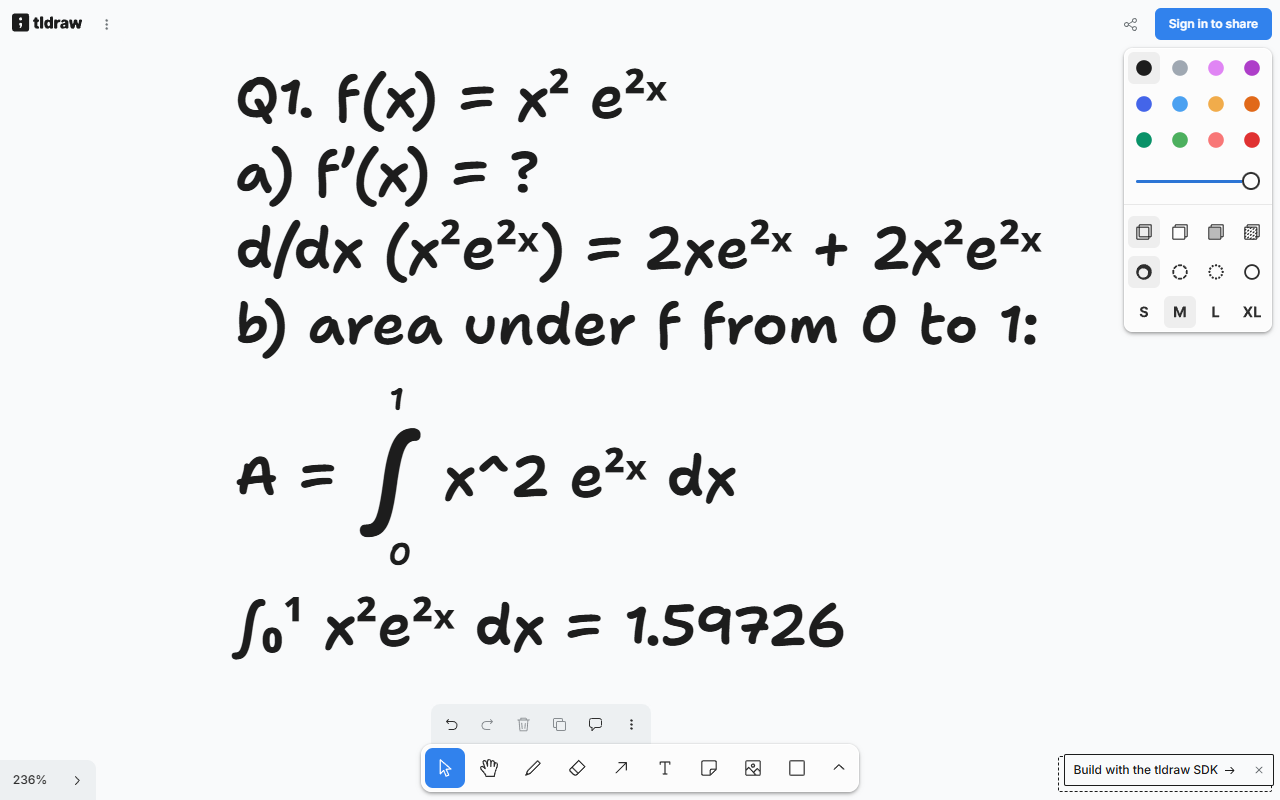 tldraw
Sign in to share
Q1. f(x) = x² e²ˣ
a) f'(x) = ?
d/dx (x²e²ˣ) = 2xe²ˣ + 2x²e²ˣ
b) area under f from 0 to 1:
1
A = ∫ x^2 e²ˣ dx
0
∫₀¹ x²e²ˣ dx = 1.59726
S M L XL
236%
Build with the tldraw SDK →